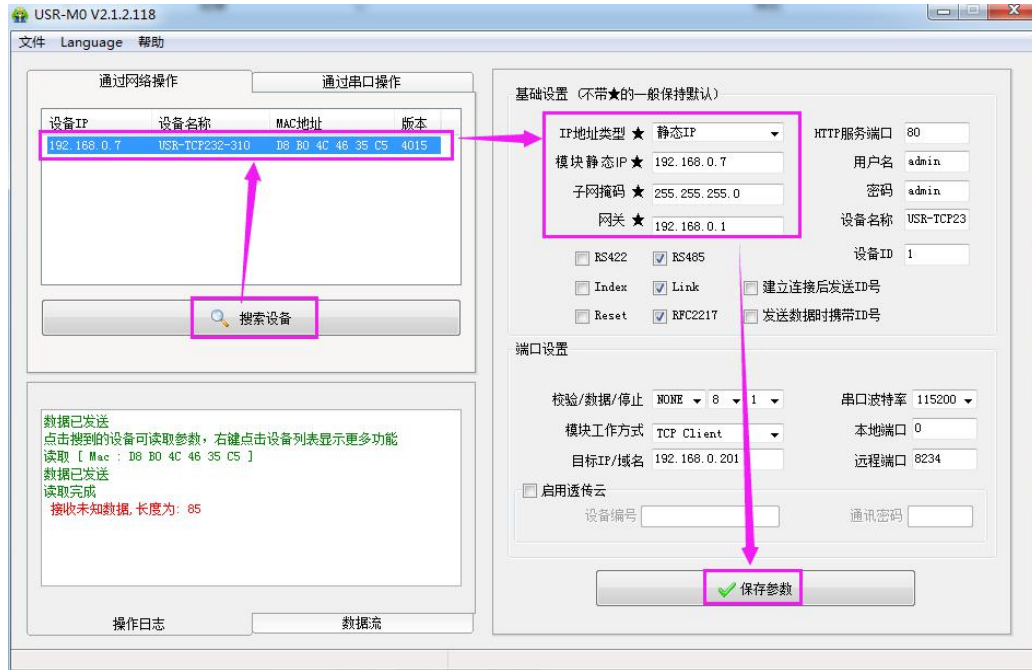 USR-M0 V2.1.2.118
文件 Language 帮助
通过网络操作 通过串口操作
设备IP 设备名称 MAC地址 版本
192.168.0.7 USR-TCP232-310 D8 B0 4C 46 35 C5 4015
搜索设备
数据已发送
点击搜到的设备可读取参数，右键点击设备列表显示更多功能
读取 [ Mac : D8 B0 4C 46 35 C5 ]
数据已发送
读取完成
接收未知数据,长度为: 85
操作日志 数据流
基础设置 (不带★的一般保持默认)
IP地址类型 ★ 静态IP HTTP服务端口 80
模块静态IP★ 192.168.0.7 用户名 admin
子网掩码 ★ 255.255.255.0 密码 admin
网关 ★ 192.168.0.1 设备名称 USR-TCP23
RS422 RS485 设备ID 1
Index Link 建立连接后发送ID号
Reset RFC2217 发送数据时携带ID号
端口设置
校验/数据/停止 NONE 8 1 串口波特率 115200
模块工作方式 TCP Client 本地端口 0
目标IP/域名 192.168.0.201 远程端口 8234
启用透传云
设备编号 通讯密码
保存参数